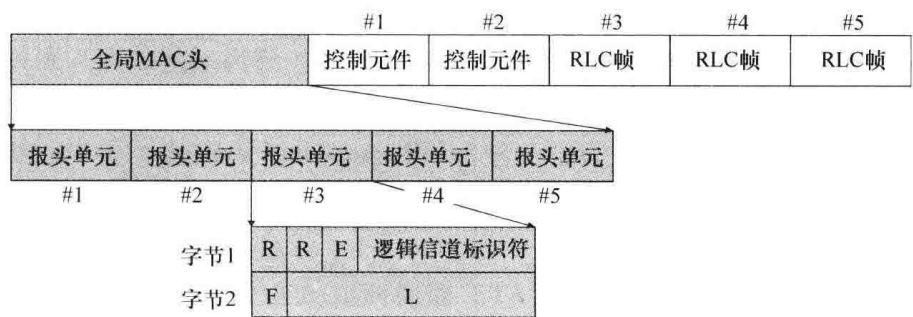 #1 #2 #3 #4 #5
全局MAC头 控制元件 控制元件 RLC帧 RLC帧 RLC帧
报头单元 报头单元 报头单元 报头单元 报头单元
#1 #2 #3 #4 #5
字节1 R R E 逻辑信道标识符
字节2 F L